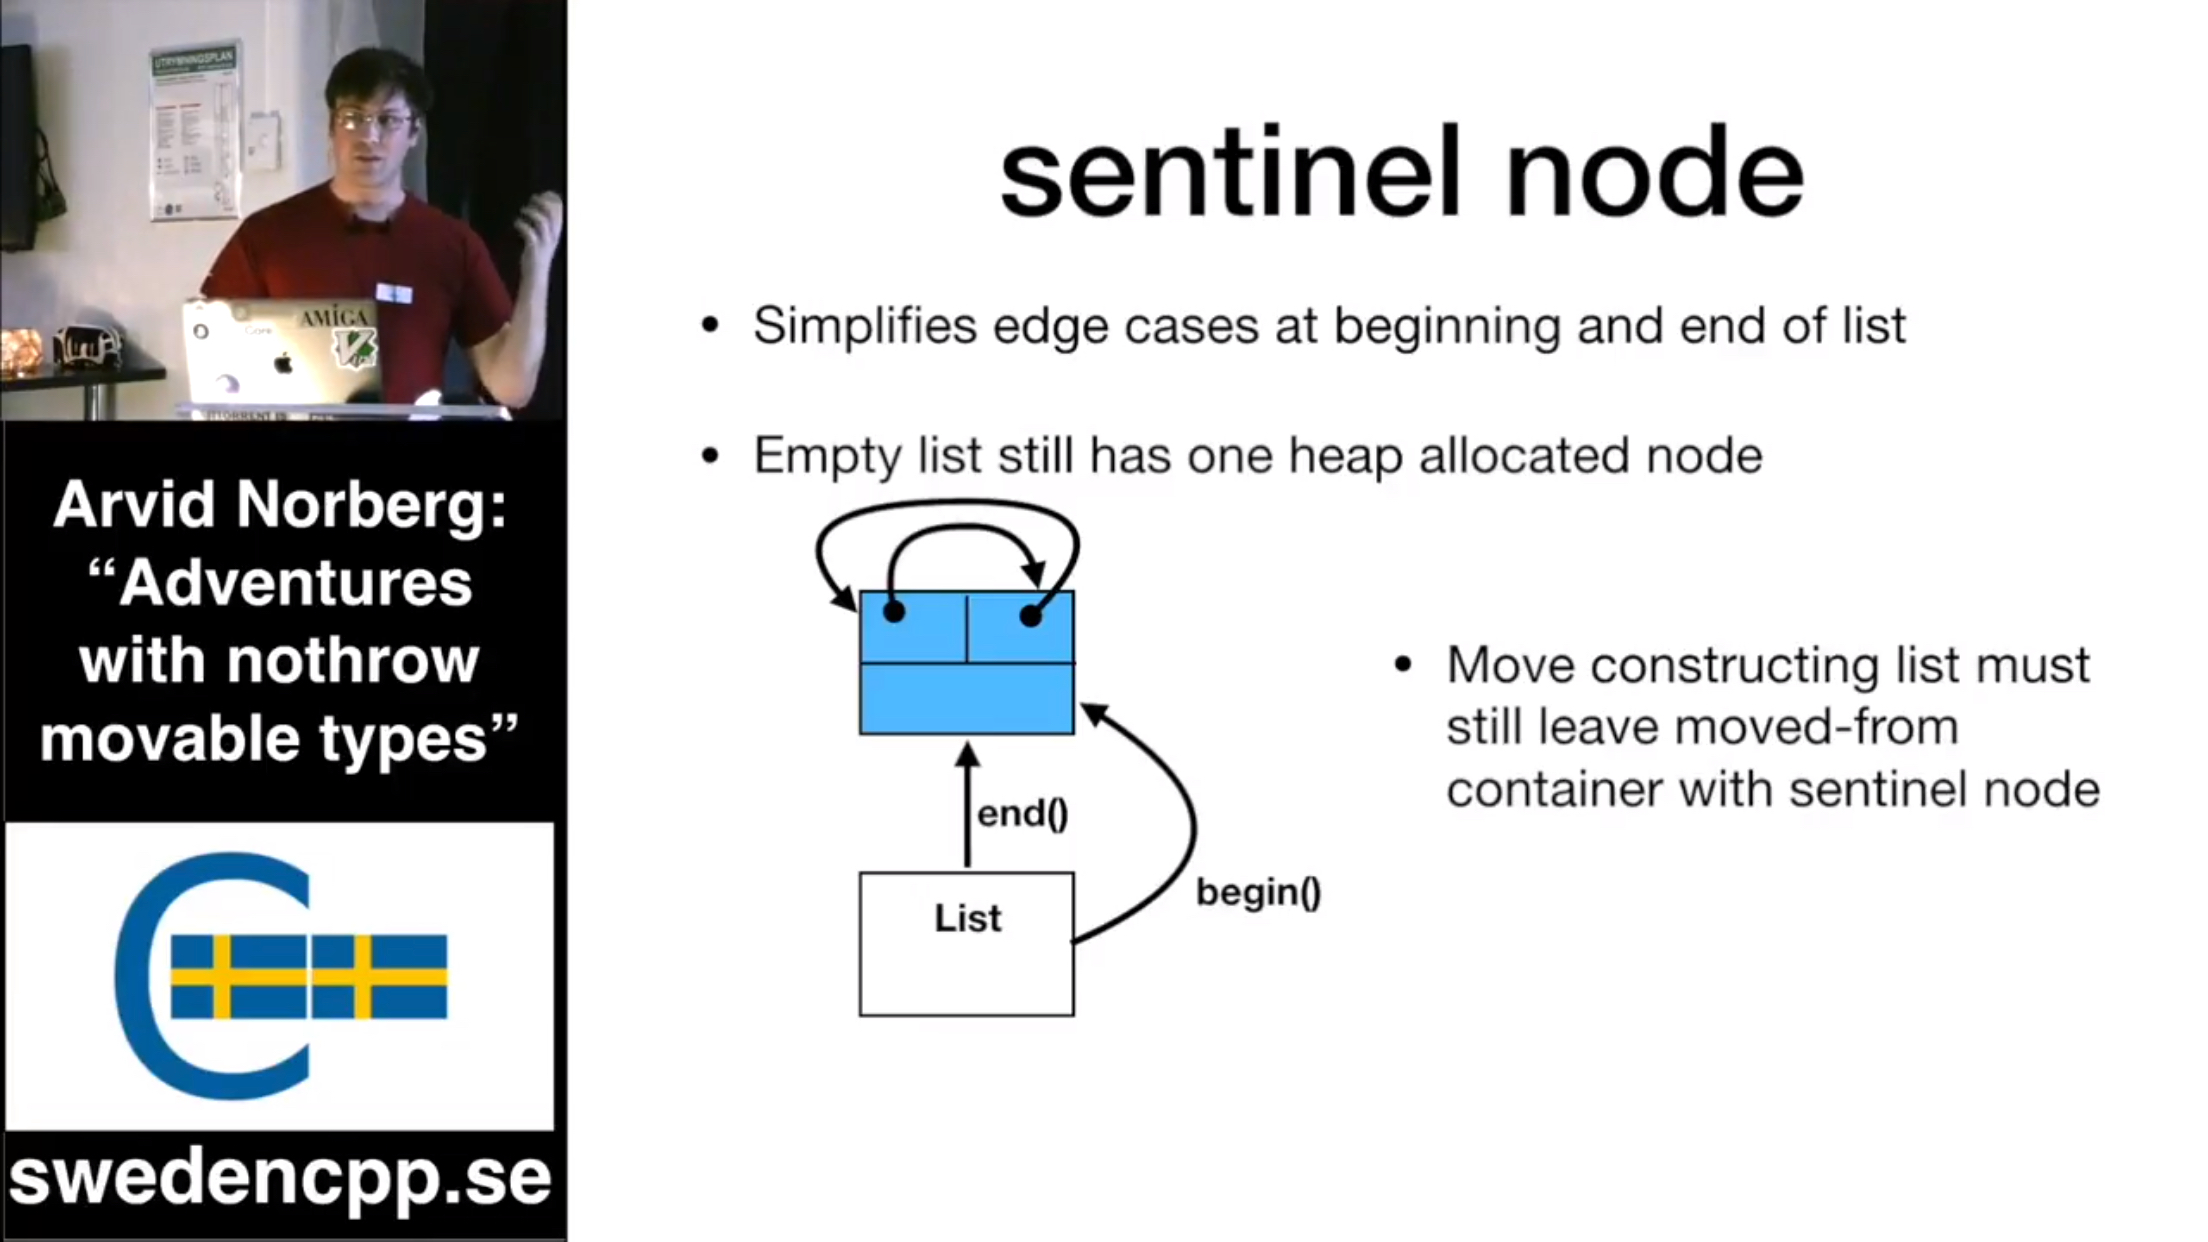 UTRYMNINGSPLAN
AMIGA
Core
Arvid Norberg:
“Adventures
with nothrow
movable types”
swedencpp.se
sentinel node
• Simplifies edge cases at beginning and end of list
• Empty list still has one heap allocated node
end()
List
begin()
• Move constructing list must
still leave moved-from
container with sentinel node